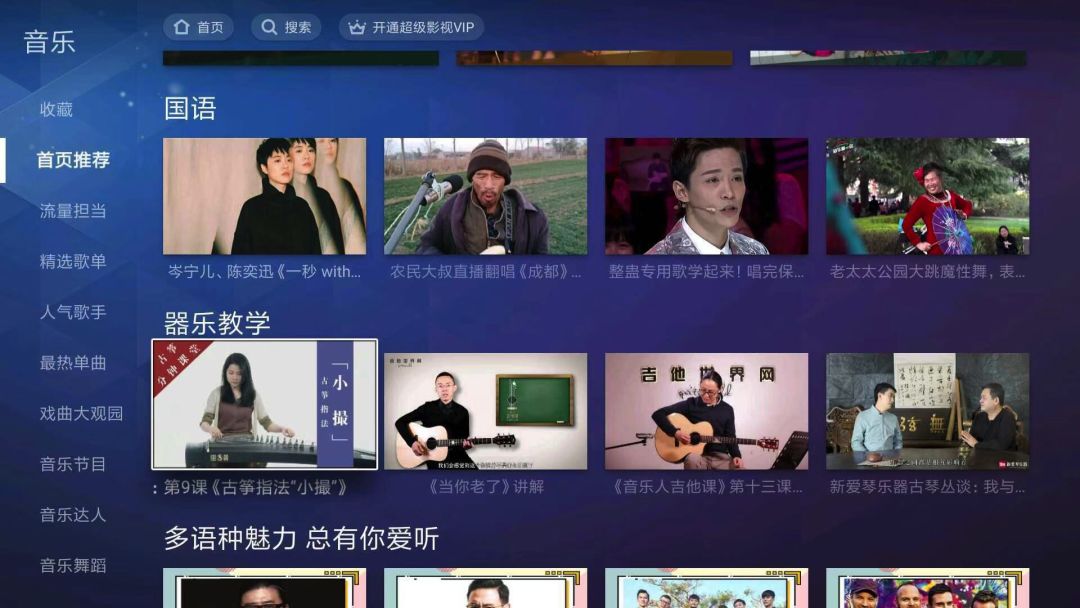 音乐
首页
搜索
开通超级影视VIP
收藏
首页推荐
流量担当
精选歌单
人气歌手
最热单曲
戏曲大观园
音乐节目
音乐达人
音乐舞蹈
国语
岑宁儿、陈奕迅《一秒 with...
农民大叔直播翻唱《成都》...
整蛊专用歌学起来！唱完保...
老太太公园大跳魔性舞，表...
器乐教学
古筝
分钟课堂
「小撮」
古筝指法
吉他世界网
: 第9课《古筝指法“小撮”》
《当你老了》讲解
《音乐人吉他课》第十三课...
新爱琴乐器古琴丛谈：我与...
多语种魅力 总有你爱听